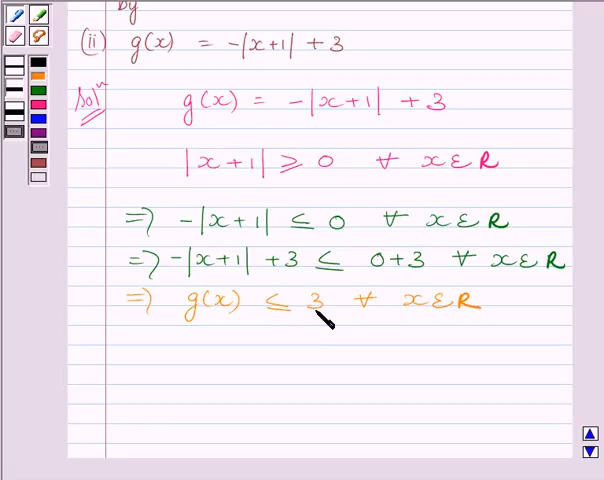 by
(ii) g(x) = -|x+1| + 3
Solⁿ g(x) = -|x+1| + 3
|x+1| ≥ 0 ∀ x ∈ R
⇒ -|x+1| ≤ 0 ∀ x ∈ R
⇒ -|x+1| + 3 ≤ 0+3 ∀ x ∈ R
⇒ g(x) ≤ 3 ∀ x ∈ R